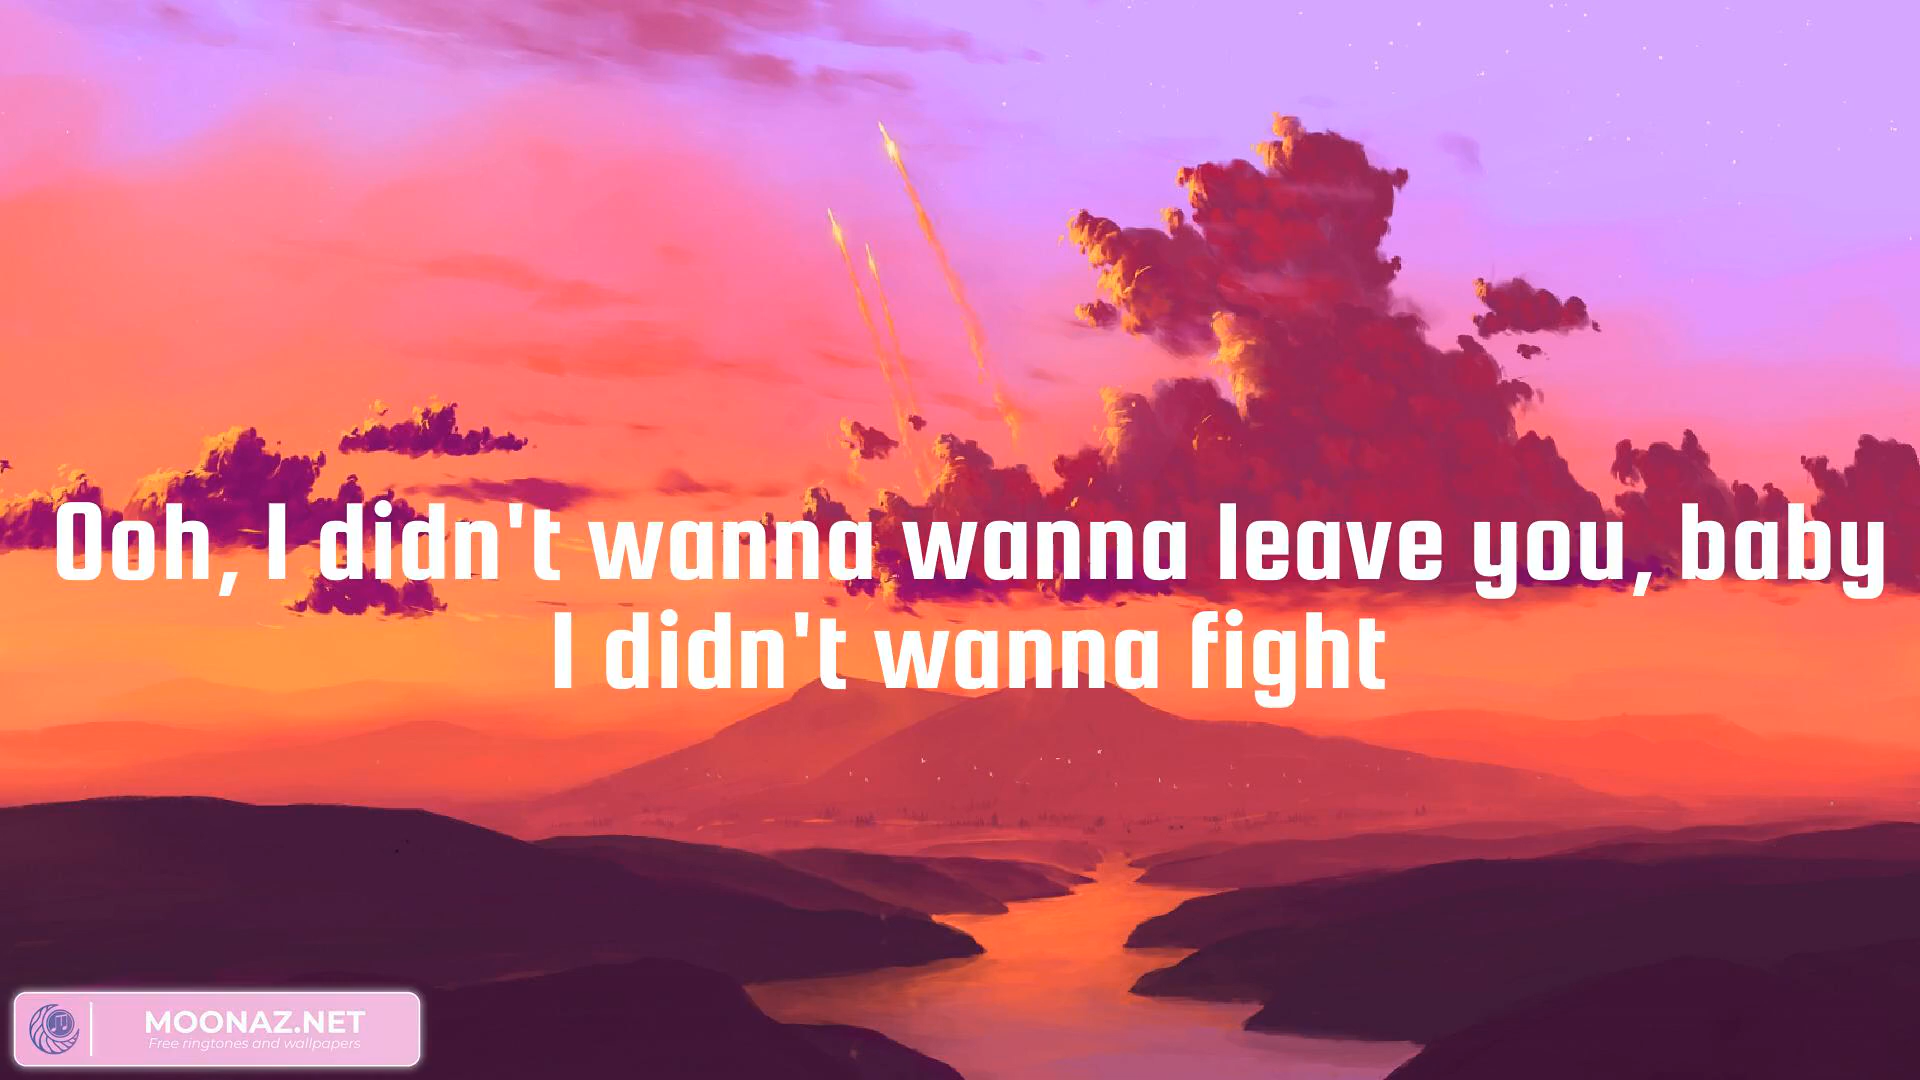 Ooh, I didn't wanna wanna leave you, baby
I didn't wanna fight
MOONAZ.NET
Free ringtones and wallpapers